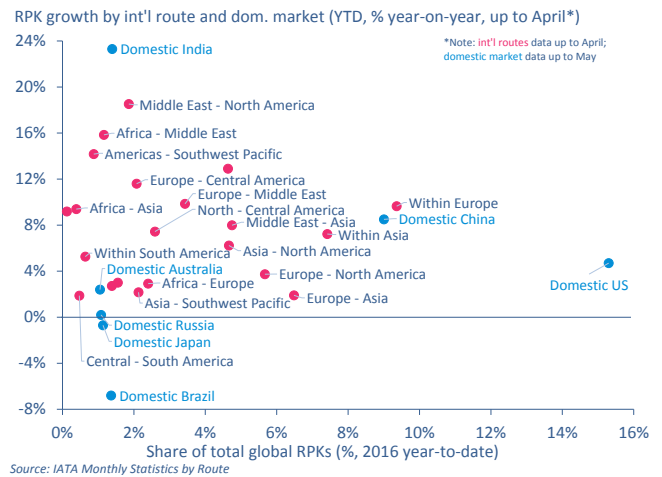 RPK growth by int'l route and dom. market (YTD, % year-on-year, up to April*)
24%
*Note: int'l routes data up to April;
domestic market data up to May
Domestic India
20%
Middle East - North America
16%
Africa - Middle East
Americas - Southwest Pacific
12%
Europe - Central America
Europe - Middle East
Africa - Asia
North - Central America
Within Europe
8%
Middle East - Asia
Domestic China
Within Asia
Within South America
Asia - North America
4%
Domestic Australia
Africa - Europe
Europe - North America
Domestic US
Asia - Southwest Pacific
Europe - Asia
0%
Domestic Russia
Domestic Japan
-4%
Central - South America
Domestic Brazil
-8%
0% 2% 4% 6% 8% 10% 12% 14% 16%
Share of total global RPKs (%, 2016 year-to-date)
Source: IATA Monthly Statistics by Route